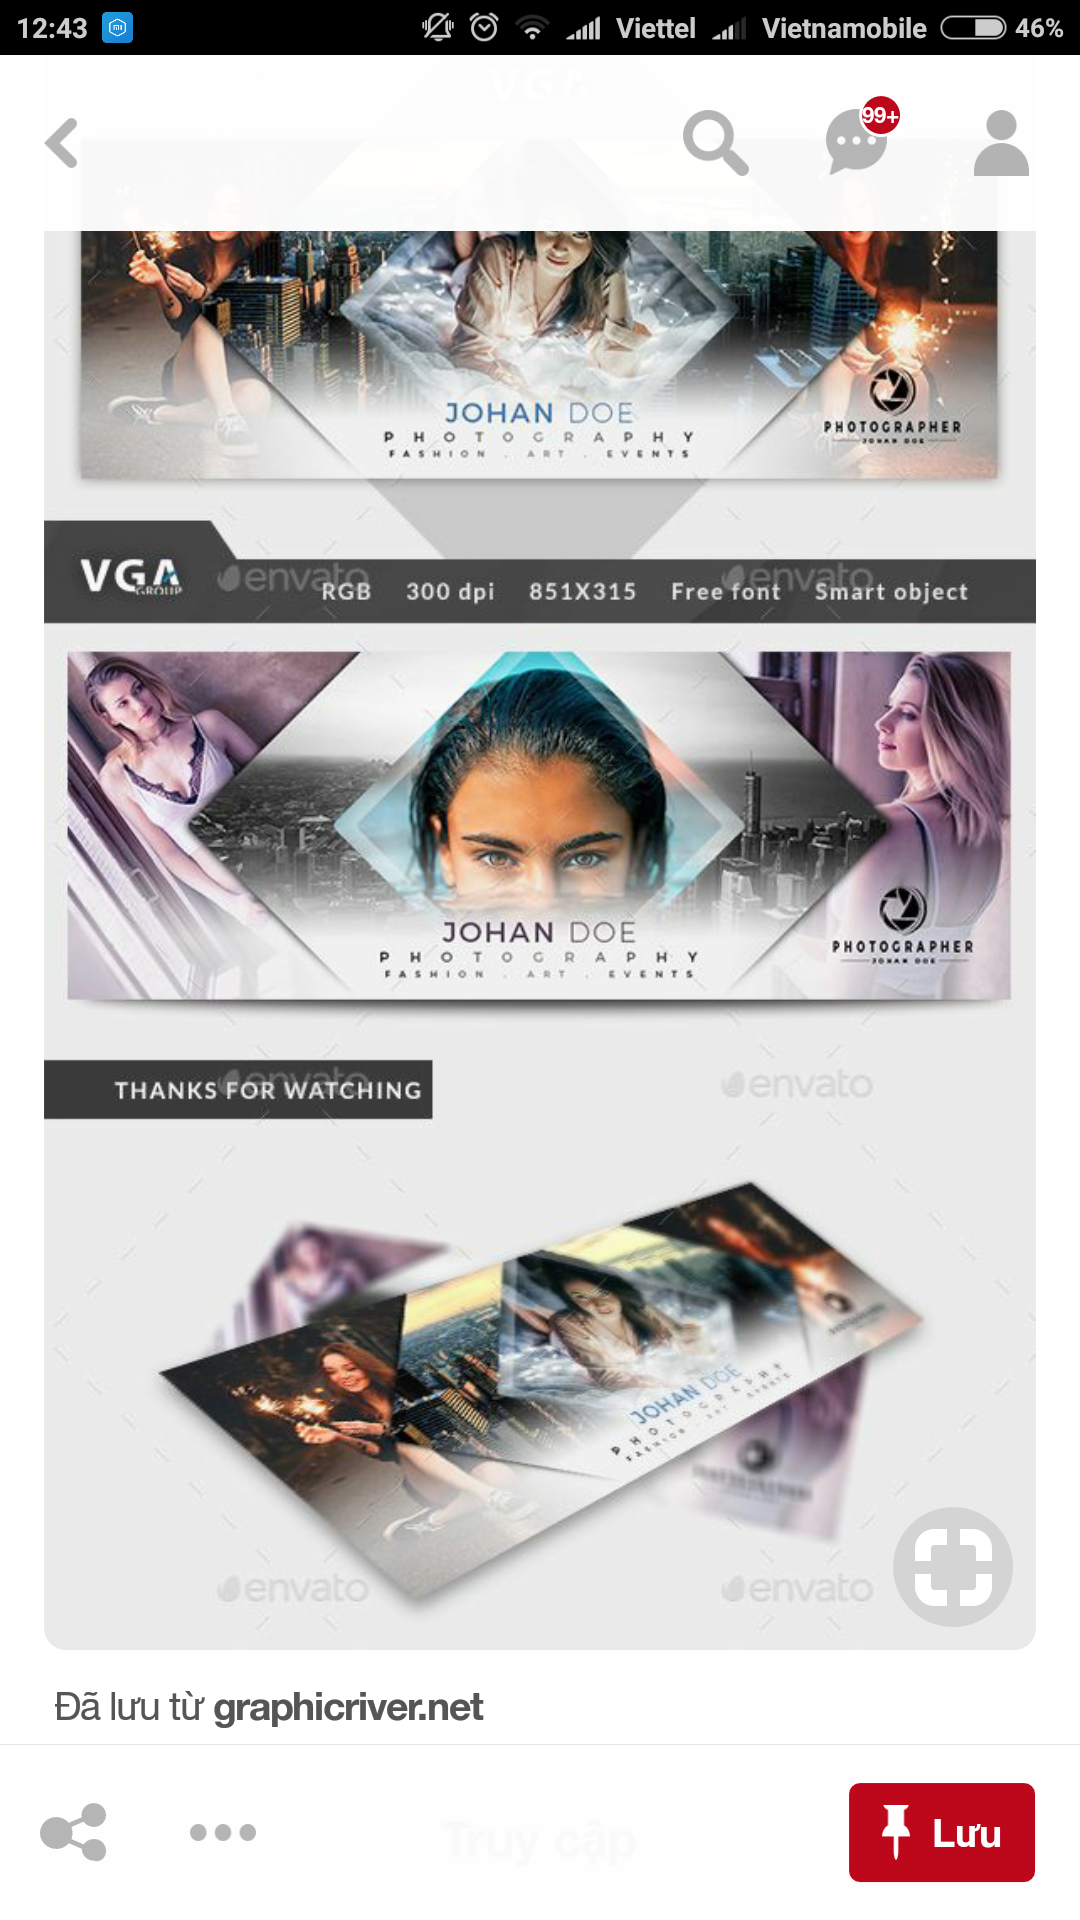 12:43 Viettel Vietnamobile 46%
VGA
99+
JOHAN DOE
PHOTOGRAPHY
FASHION . ART . EVENTS
PHOTOGRAPHER
JOHAN DOE
VGA
GROUP
envato
envato
RGB 300 dpi 851X315 Free font Smart object
JOHAN DOE
PHOTOGRAPHY
FASHION . ART . EVENTS
PHOTOGRAPHER
JOHAN DOE
THANKS FOR WATCHING
envato
envato
JOHAN DOE
PHOTOGRAPHY
FASHION . ART . EVENTS
PHOTOGRAPHER
envato
envato
Đã lưu từ graphicriver.net
Truy cập
Lưu